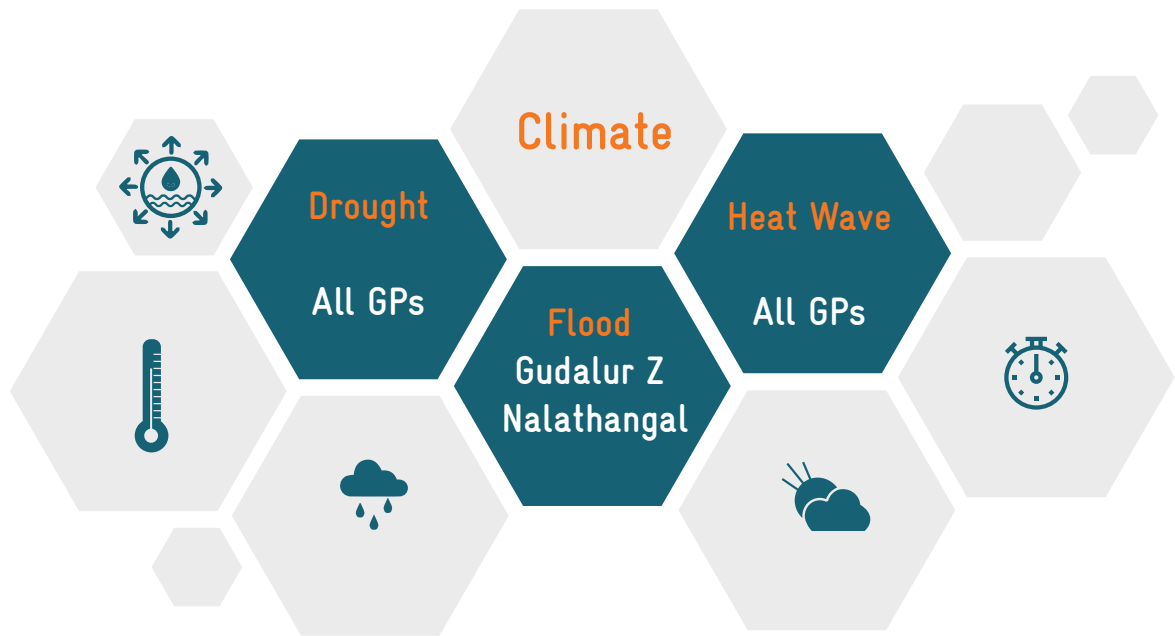 Climate
Drought
All GPs
Heat Wave
All GPs
Flood
Gudalur Z
Nalathangal